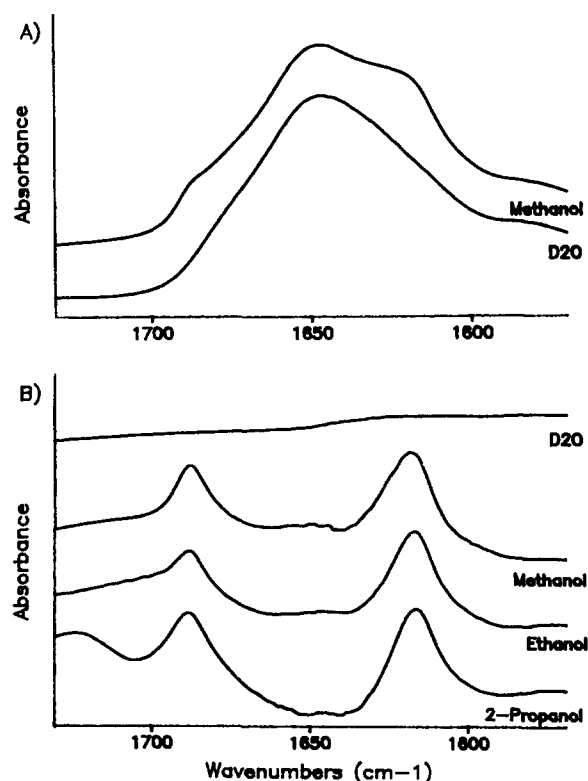 A)
Absorbance
Methanol
D2O
1700
1650
1600
B)
Absorbance
D2O
Methanol
Ethanol
2-Propanol
1700
1650
1600
Wavenumbers (cm-1)